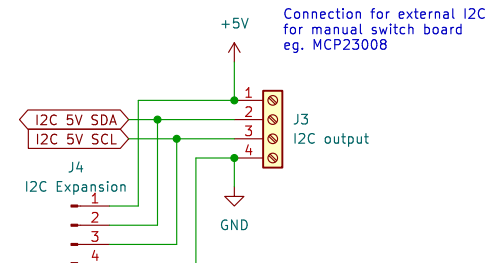 Connection for external I2C
for manual switch board
eg. MCP23008
+5V
1
2
3
4
J3
I2C output
I2C 5V SDA
I2C 5V SCL
J4
I2C Expansion
1
2
3
4
GND